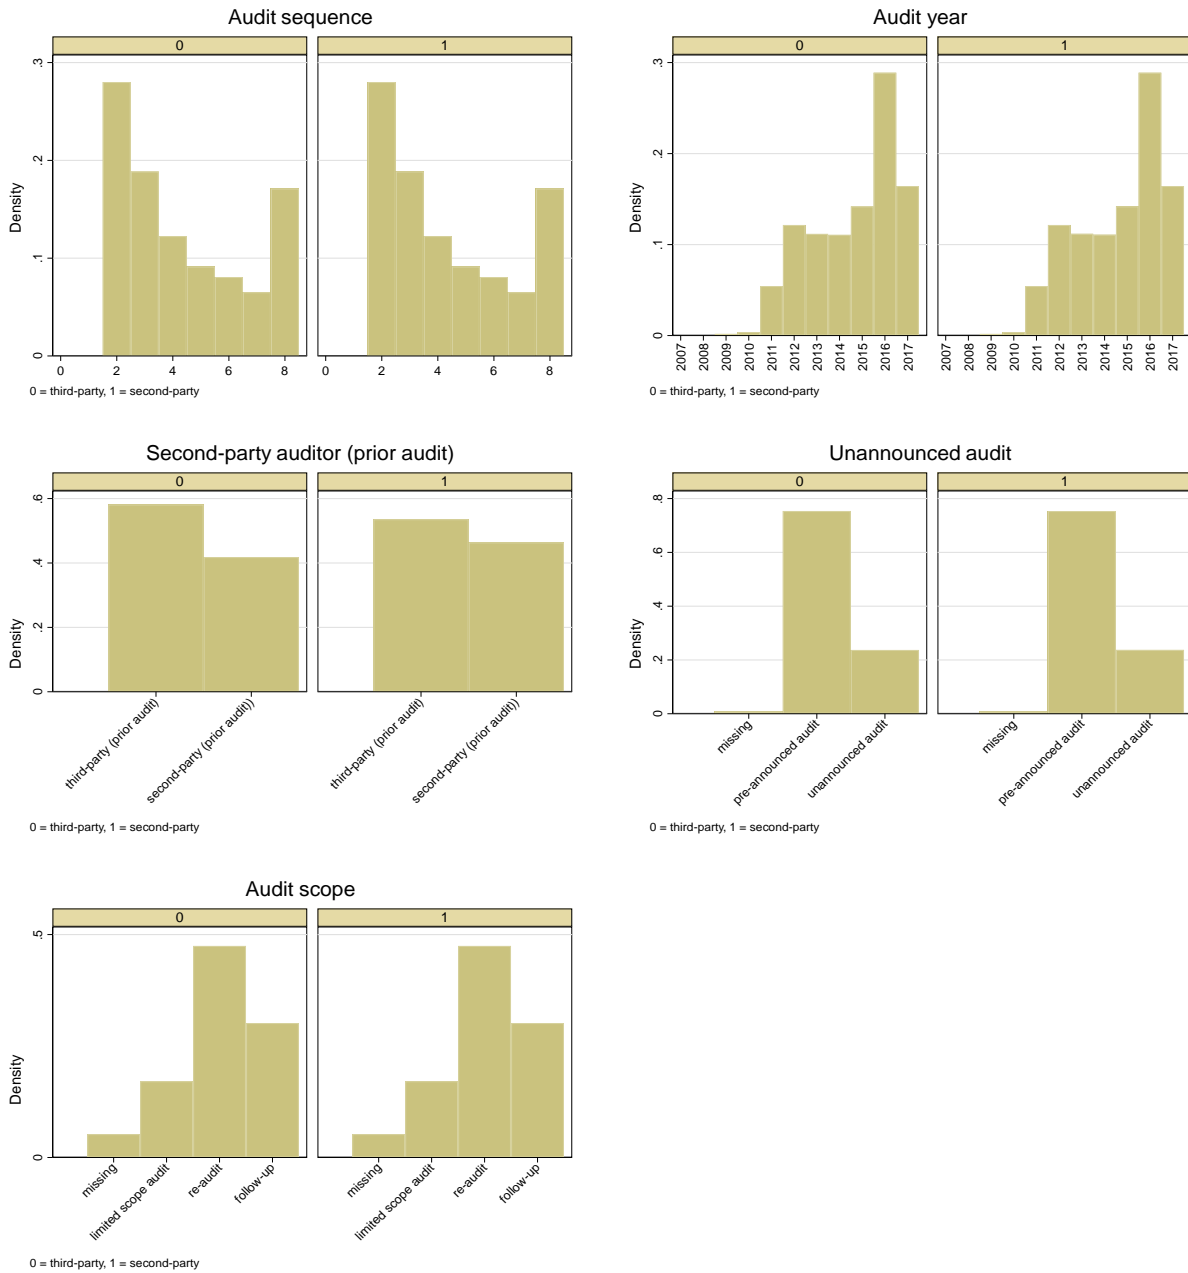 Audit sequence
0 1
Density
0 .1 .2 .3
0 2 4 6 8 0 2 4 6 8
0 = third-party, 1 = second-party
Audit year
0 1
Density
0 .1 .2 .3
2007 2008 2009 2010 2011 2012 2013 2014 2015 2016 2017 2007 2008 2009 2010 2011 2012 2013 2014 2015 2016 2017
0 = third-party, 1 = second-party
Second-party auditor (prior audit)
0 1
Density
0 .2 .4 .6
third-party (prior audit) second-party (prior audit)) third-party (prior audit) second-party (prior audit))
0 = third-party, 1 = second-party
Unannounced audit
0 1
Density
0 .2 .4 .6 .8
missing pre-announced audit unannounced audit missing pre-announced audit unannounced audit
0 = third-party, 1 = second-party
Audit scope
0 1
Density
0 .5
missing limited scope audit re-audit follow-up missing limited scope audit re-audit follow-up
0 = third-party, 1 = second-party